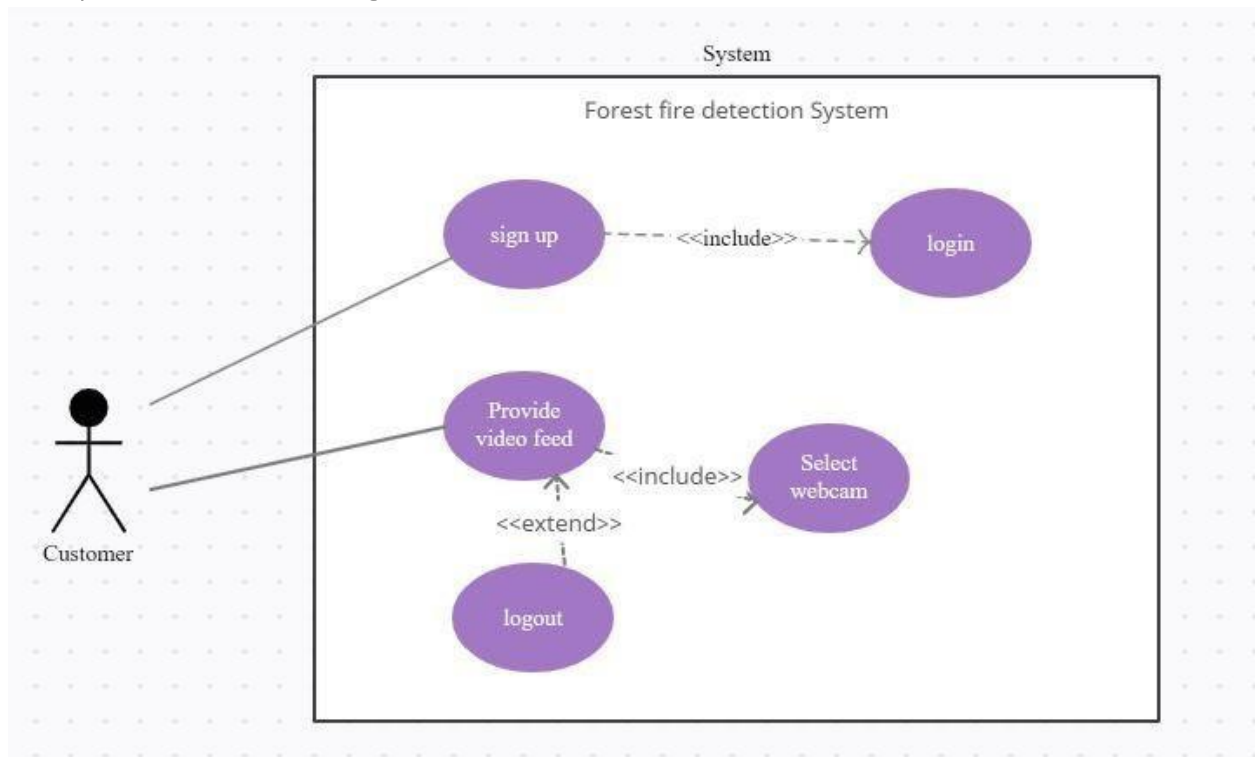 System
Forest fire detection System
sign up
<<include>>
login
Provide
video feed
<<include>>
Select
webcam
<<extend>>
logout
Customer